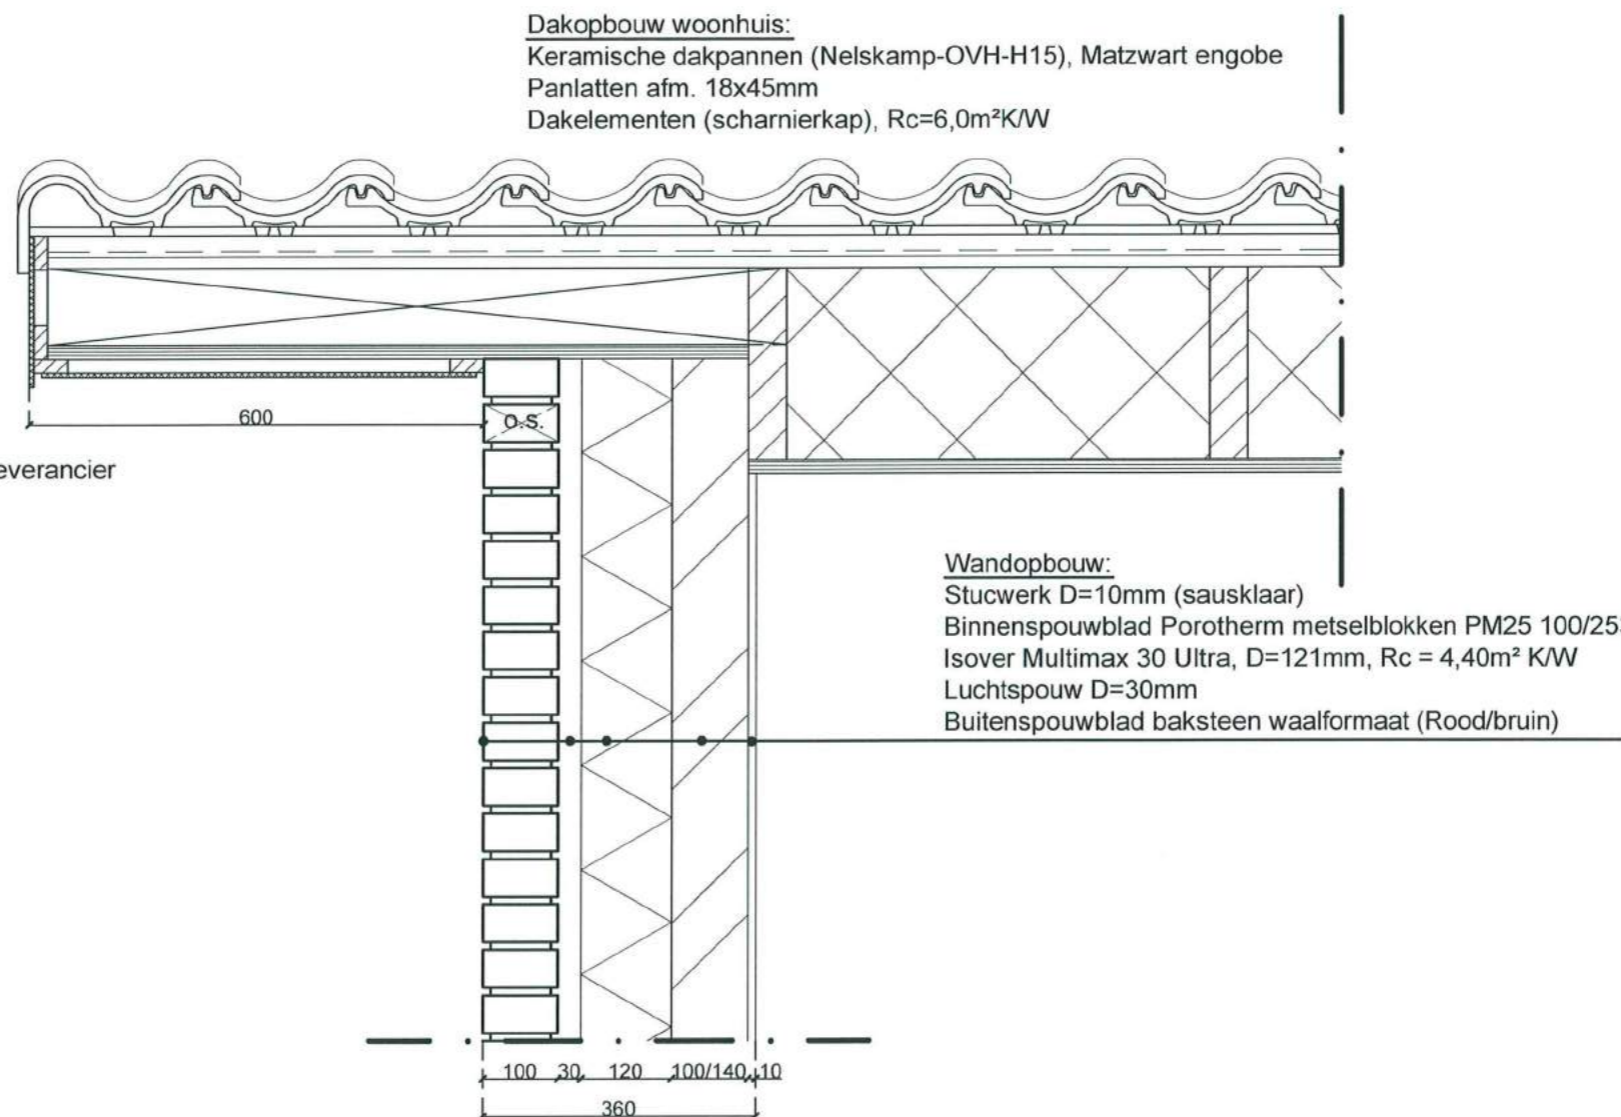 Dakopbouw woonhuis:
Keramische dakpannen (Nelskamp-OVH-H15), Matzwart engobe
Panlatten afm. 18x45mm
Dakelementen (scharnierkap), Rc=6,0m²K/W
600
o.s.
everancier
Wandopbouw:
Stucwerk D=10mm (sausklaar)
Binnenspouwblad Porotherm metselblokken PM25 100/25
Isover Multimax 30 Ultra, D=121mm, Rc = 4,40m² K/W
Luchtspouw D=30mm
Buitenspouwblad baksteen waalformaat (Rood/bruin)
100 30 120 100/140 10
360